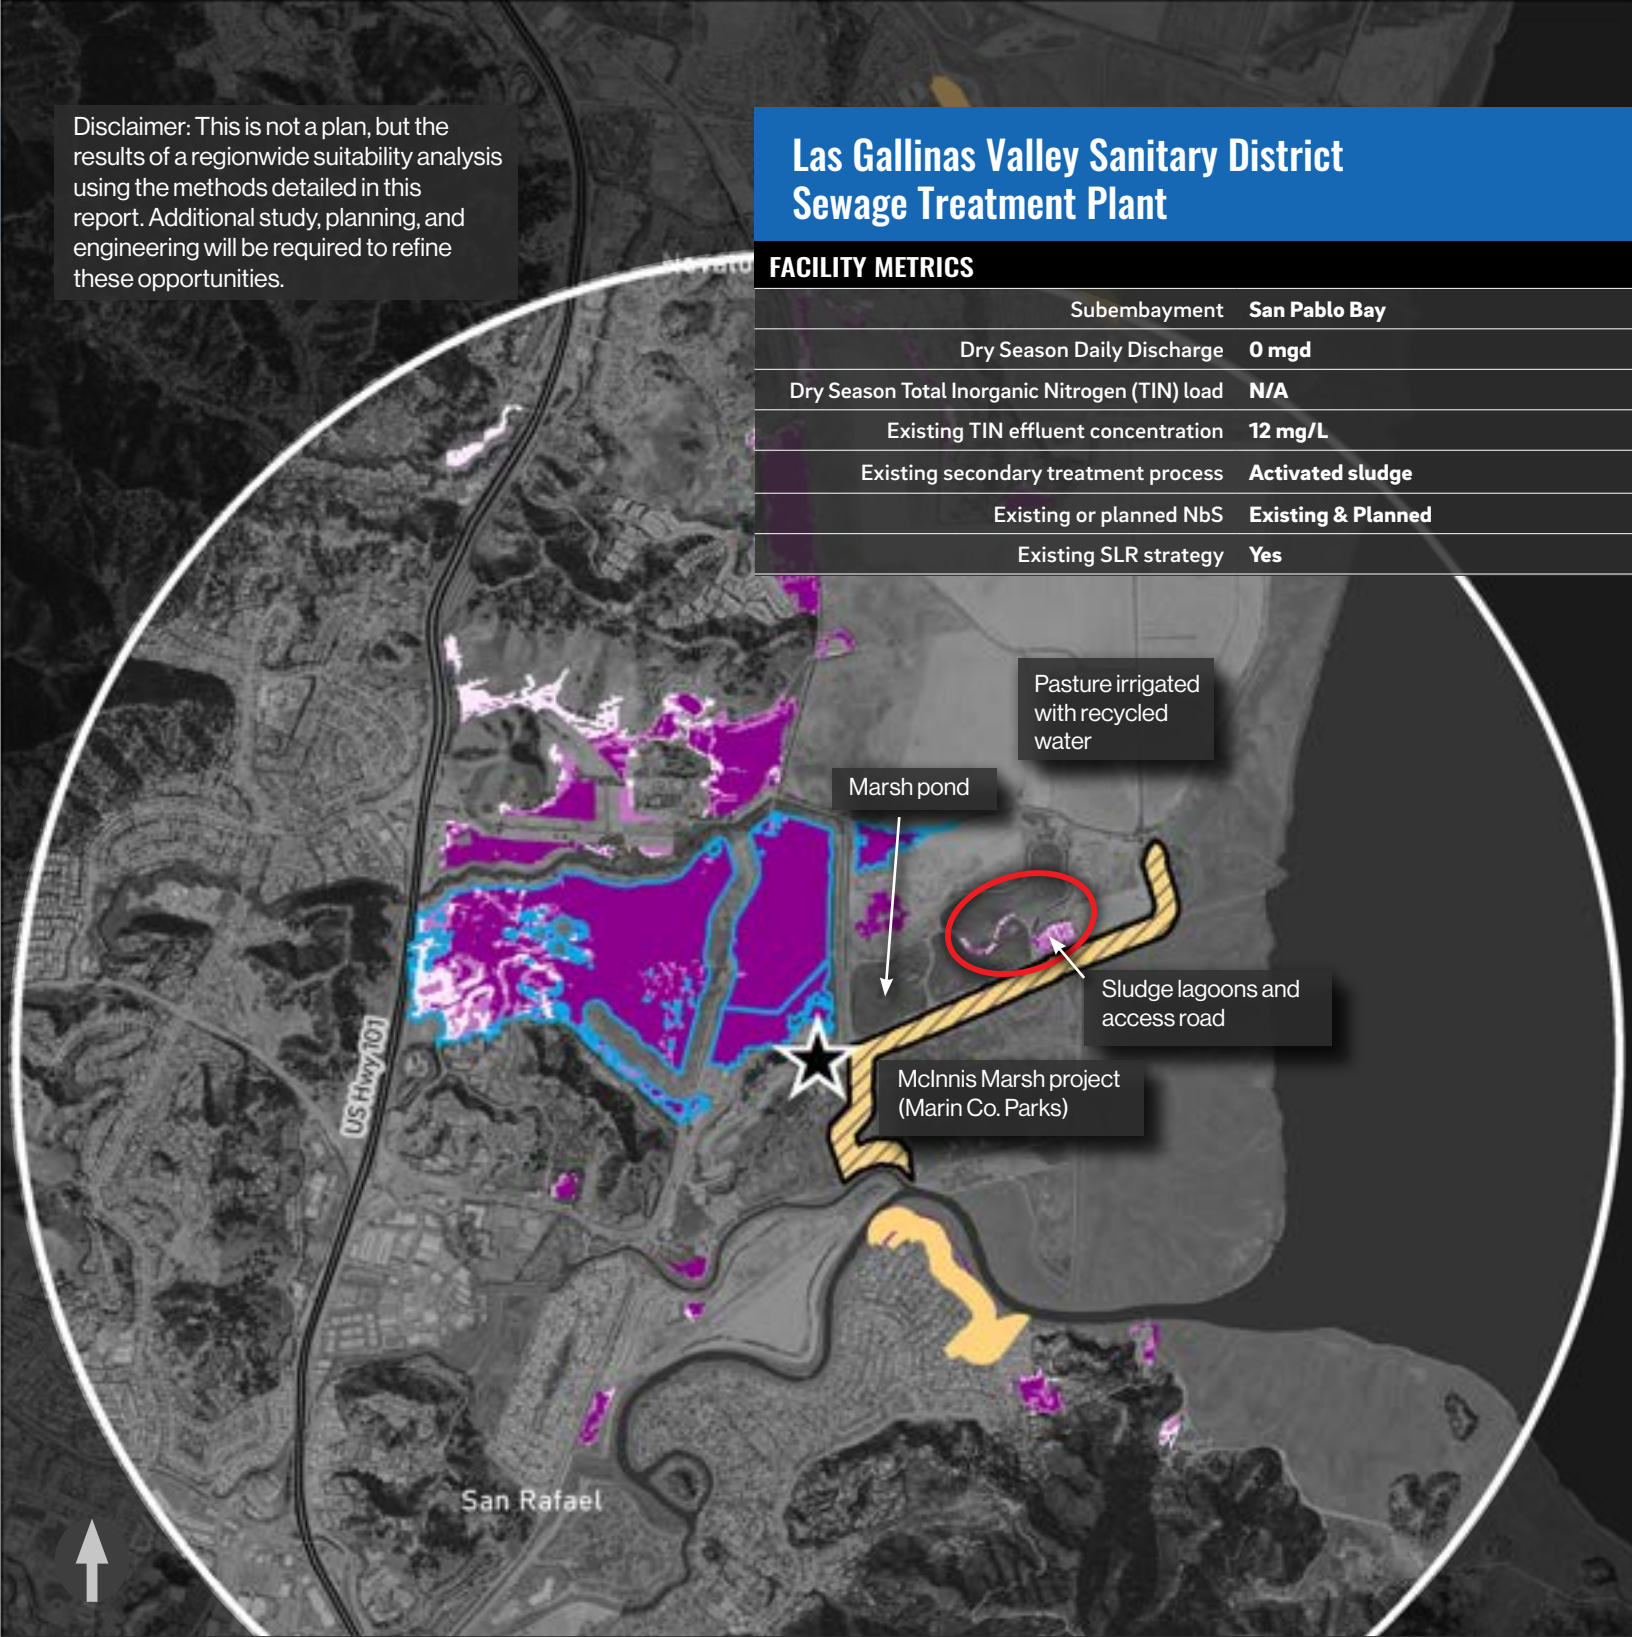 Disclaimer: This is not a plan, but the
results of a regionwide suitability analysis
using the methods detailed in this
report. Additional study, planning, and
engineering will be required to refine
these opportunities.
Las Gallinas Valley Sanitary District
Sewage Treatment Plant
Novato
FACILITY METRICS
Subembayment San Pablo Bay
Dry Season Daily Discharge 0 mgd
Dry Season Total Inorganic Nitrogen (TIN) load N/A
Existing TIN effluent concentration 12 mg/L
Existing secondary treatment process Activated sludge
Existing or planned NbS Existing & Planned
Existing SLR strategy Yes
Pasture irrigated
with recycled
water
Marsh pond
Sludge lagoons and
access road
US Hwy 101
McInnis Marsh project
(Marin Co. Parks)
San Rafael